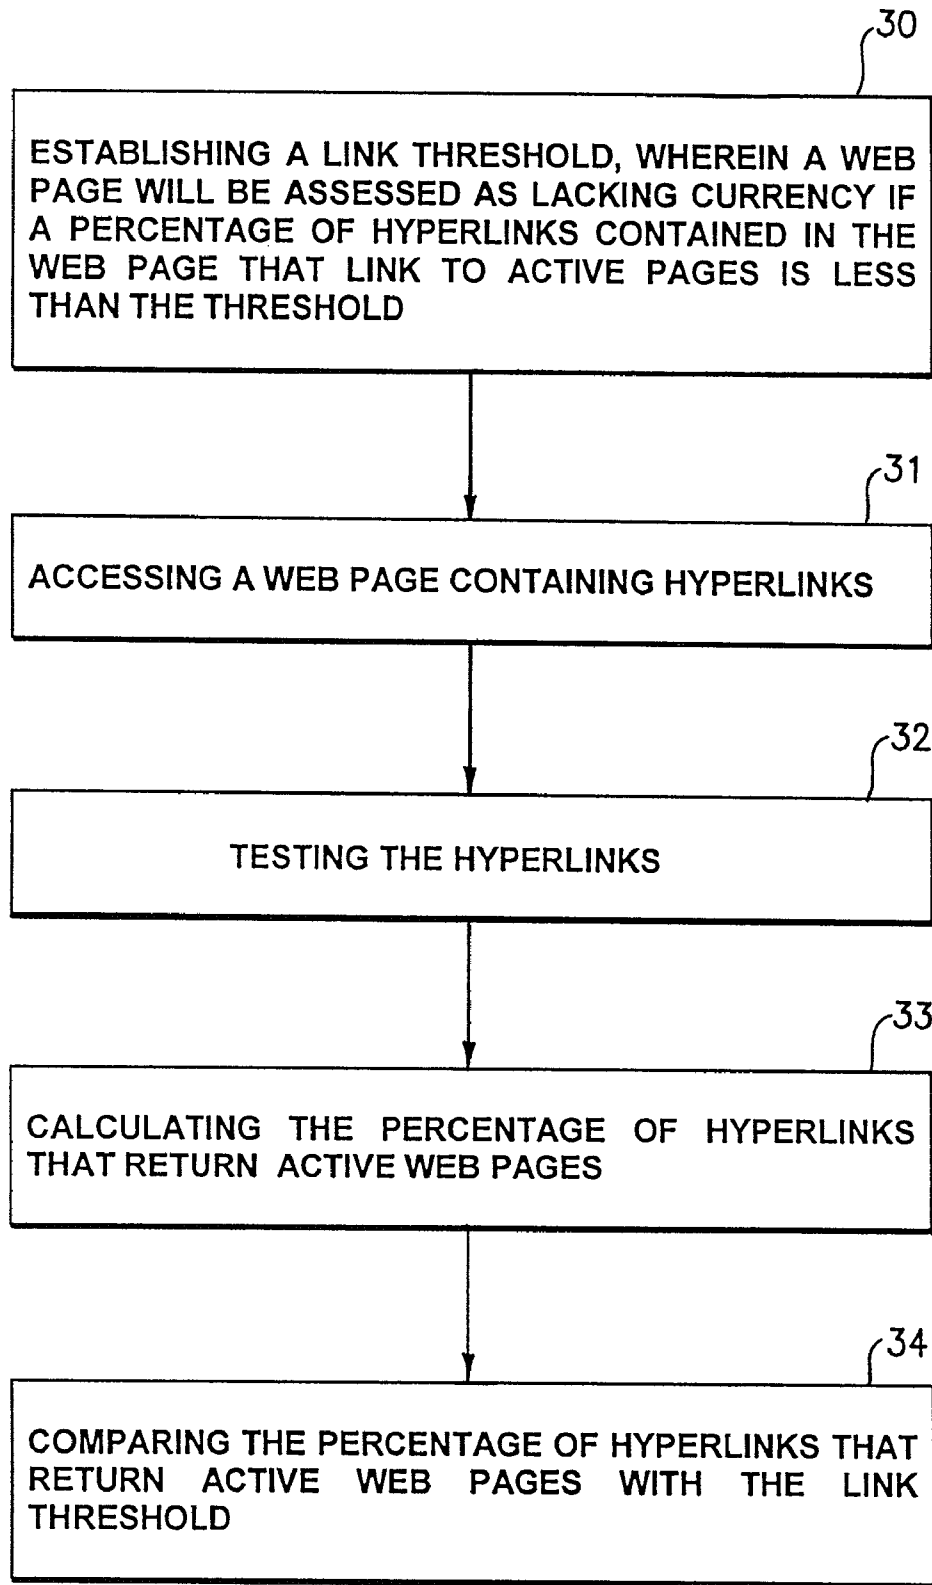 30
ESTABLISHING A LINK THRESHOLD, WHEREIN A WEB
PAGE WILL BE ASSESSED AS LACKING CURRENCY IF
A PERCENTAGE OF HYPERLINKS CONTAINED IN THE
WEB PAGE THAT LINK TO ACTIVE PAGES IS LESS
THAN THE THRESHOLD
31
ACCESSING A WEB PAGE CONTAINING HYPERLINKS
32
TESTING THE HYPERLINKS
33
CALCULATING THE PERCENTAGE OF HYPERLINKS
THAT RETURN ACTIVE WEB PAGES
34
COMPARING THE PERCENTAGE OF HYPERLINKS THAT
RETURN ACTIVE WEB PAGES WITH THE LINK
THRESHOLD